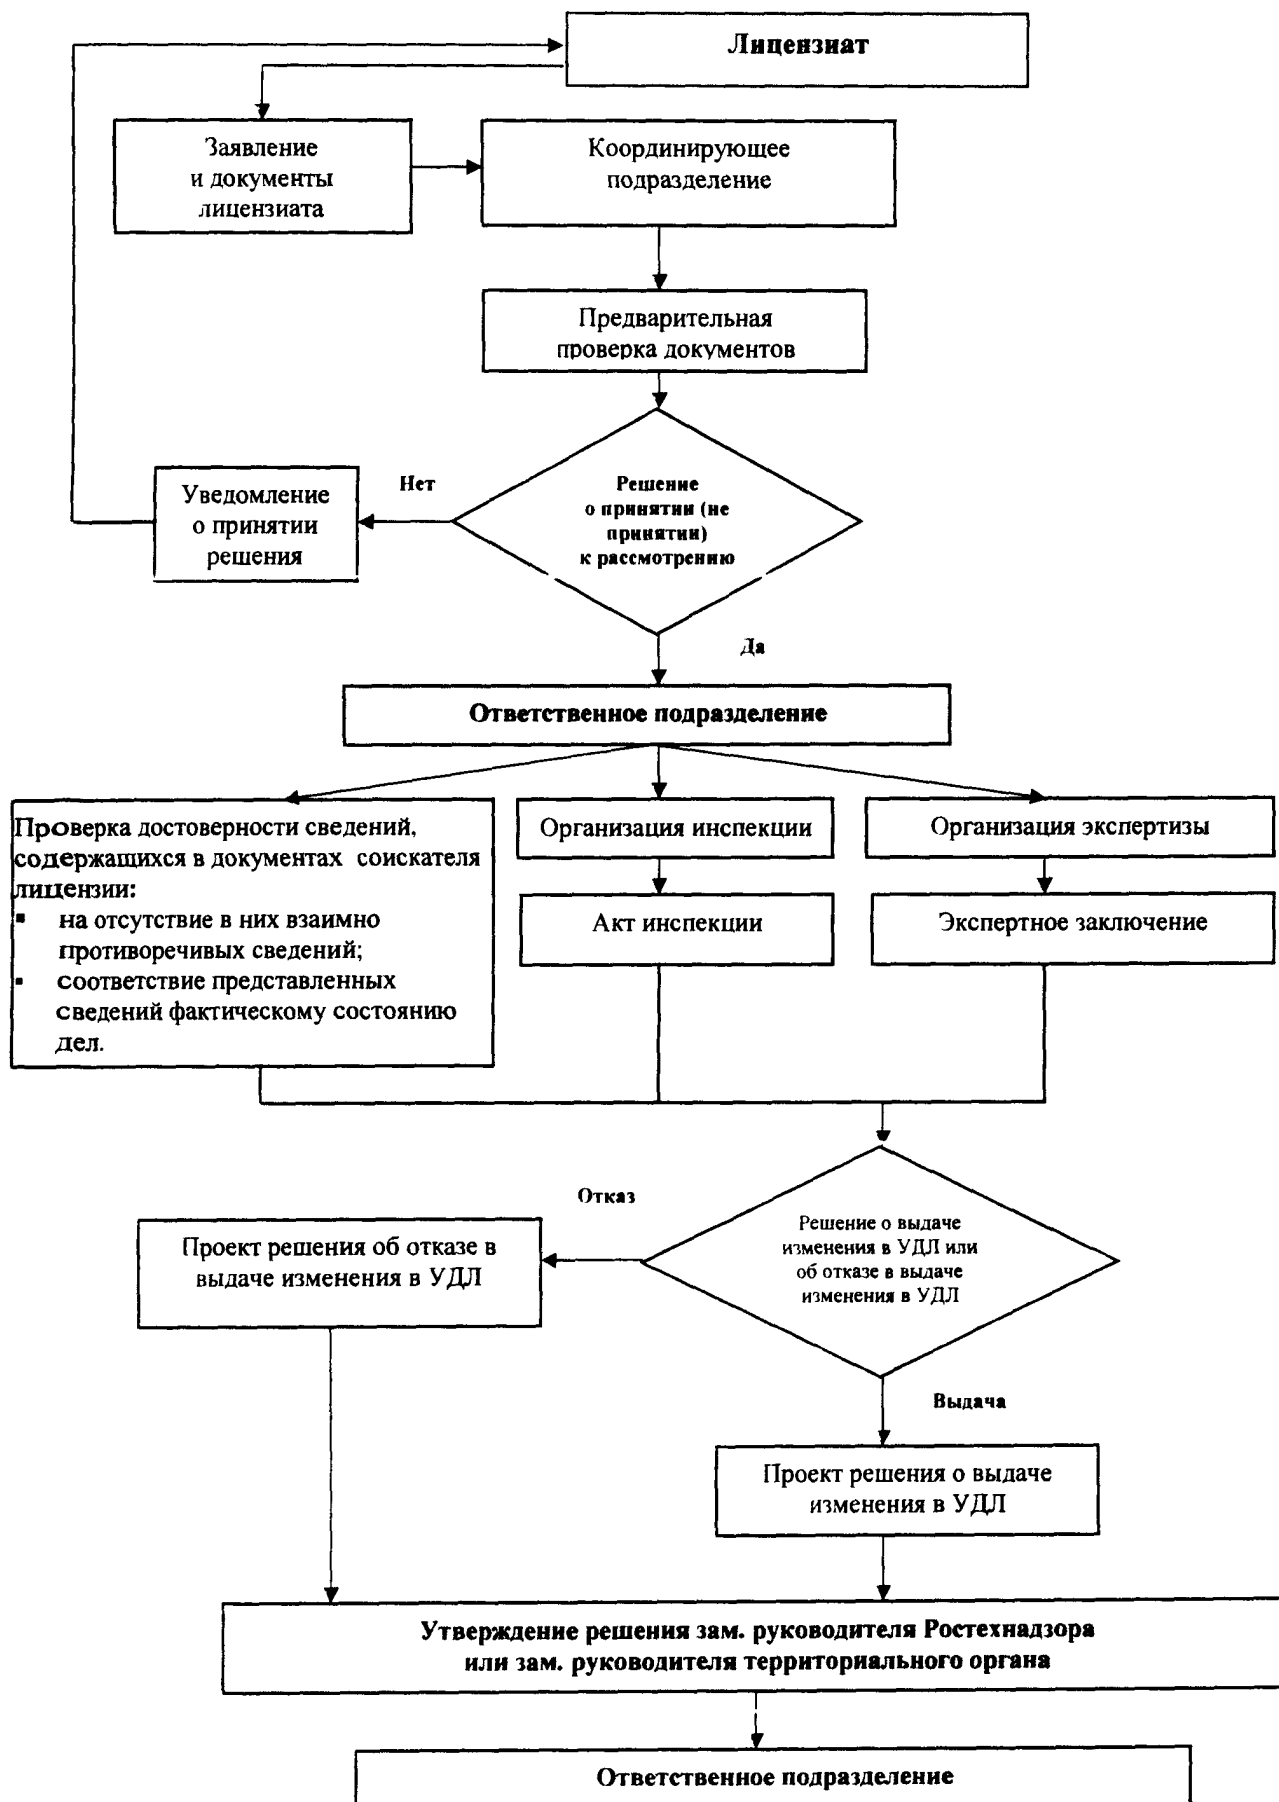 Лицензиат
Заявление
и документы
лицензиата
Координирующее
подразделение
Предварительная
проверка документов
Нет
Решение
о принятии (не
принятии)
к рассмотрению
Уведомление
о принятии
решения
Да
Ответственное подразделение
Проверка достоверности сведений,
содержащихся в документах соискателя
лицензии:
▪ на отсутствие в них взаимно
противоречивых сведений;
▪ соответствие представленных
сведений фактическому состоянию
дел.
Организация инспекции
Организация экспертизы
Акт инспекции
Экспертное заключение
Отказ
Решение о выдаче
изменения в УДЛ или
об отказе в выдаче
изменения в УДЛ
Проект решения об отказе в
выдаче изменения в УДЛ
Выдача
Проект решения о выдаче
изменения в УДЛ
Утверждение решения зам. руководителя Ростехнадзора
или зам. руководителя территориального органа
Ответственное подразделение